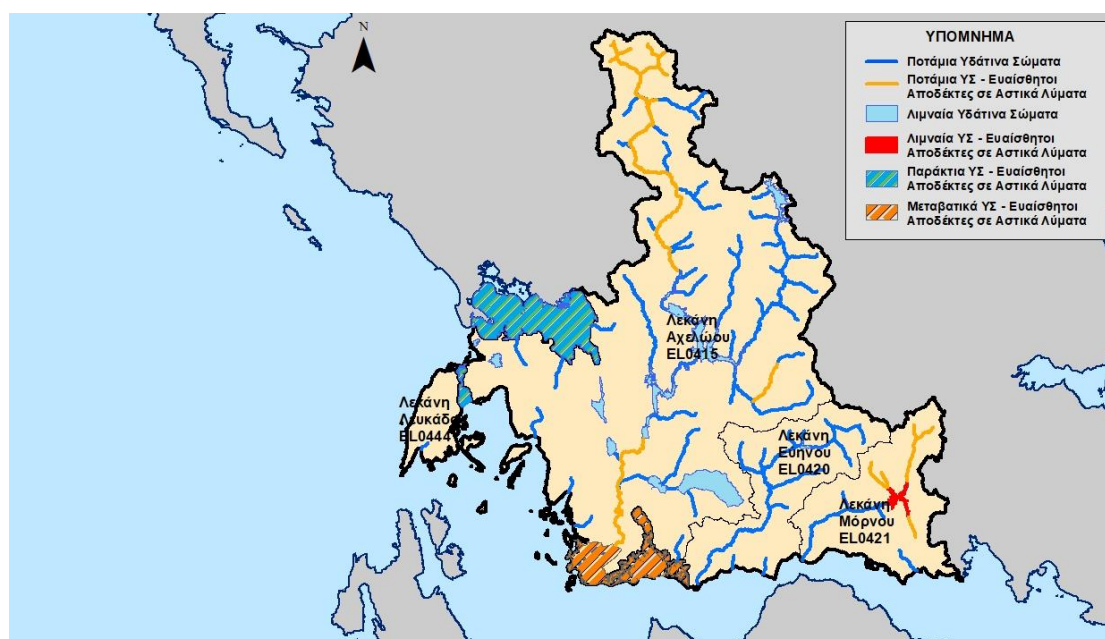 N
ΥΠΟΜΝΗΜΑ
Ποτάμια Υδάτινα Σώματα
Ποτάμια ΥΣ - Ευαίσθητοι
Αποδέκτες σε Αστικά Λύματα
Λιμναία Υδάτινα Σώματα
Λιμναία ΥΣ - Ευαίσθητοι
Αποδέκτες σε Αστικά Λύματα
Παράκτια ΥΣ - Ευαίσθητοι
Αποδέκτες σε Αστικά Λύματα
Μεταβατικά ΥΣ - Ευαίσθητοι
Αποδέκτες σε Αστικά Λύματα
Λεκάνη
Αχελώου
EL0415
Λεκάνη
Λευκάδας
EL0444
Λεκάνη
Ευήνου
EL0420
Λεκάνη
Μόρνου
EL0421